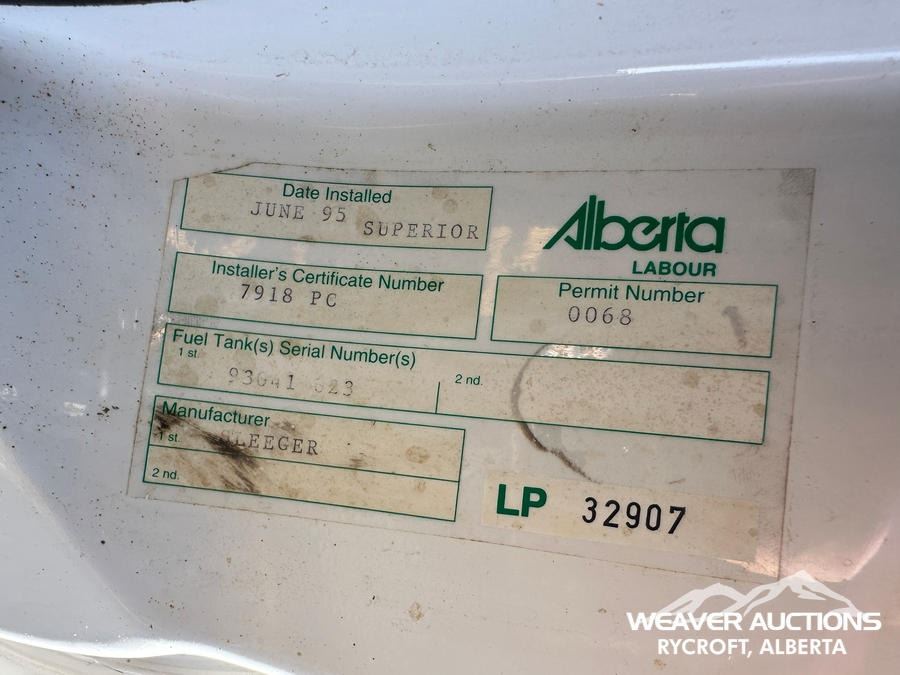 Date Installed
JUNE 95
SUPERIOR
Alberta
LABOUR
Installer's Certificate Number
7918 PC
Permit Number
0068
Fuel Tank(s) Serial Number(s)
1 st.
2 nd.
Manufacturer
1 st.
2 nd.
LP 32907
WEAVER AUCTIONS
RYCROFT, ALBERTA